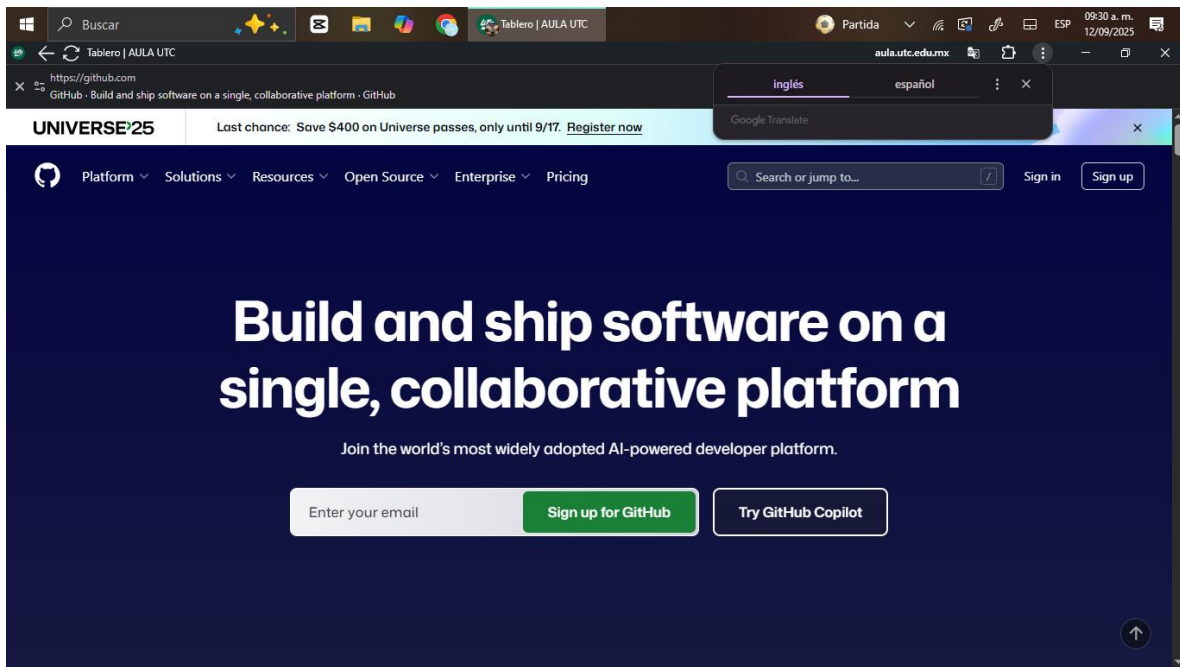 Buscar
Tablero | AULA UTC
Partida
ESP
09:30 a. m.
12/09/2025
Tablero | AULA UTC
aula.utc.edu.mx
https://github.com
GitHub · Build and ship software on a single, collaborative platform · GitHub
inglés
español
Google Translate
UNIVERSE'25
Last chance: Save $400 on Universe passes, only until 9/17. Register now
Platform
Solutions
Resources
Open Source
Enterprise
Pricing
Search or jump to...
/
Sign in
Sign up
Build and ship software on a
single, collaborative platform
Join the world's most widely adopted AI-powered developer platform.
Enter your email
Sign up for GitHub
Try GitHub Copilot